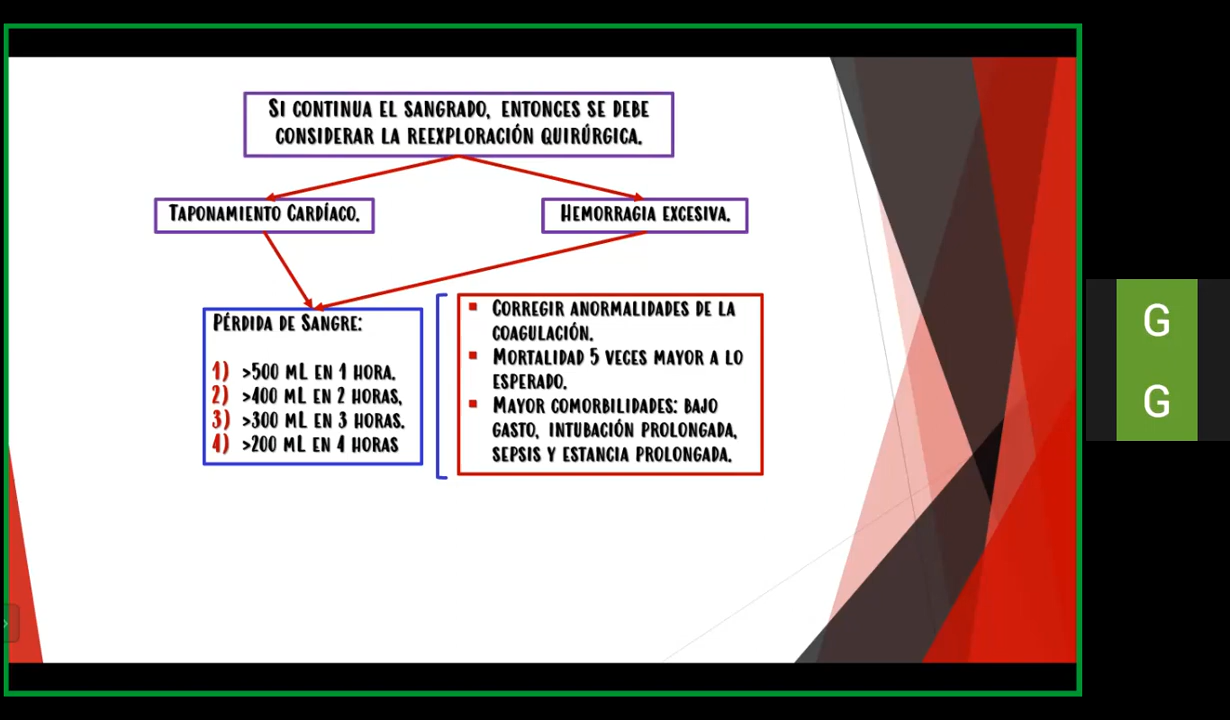 SI CONTINUA EL SANGRADO, ENTONCES SE DEBE
CONSIDERAR LA REEXPLORACIÓN QUIRÚRGICA.
TAPONAMIENTO CARDÍACO.
HEMORRAGIA EXCESIVA.
PÉRDIDA DE SANGRE:
1) >500 ML EN 1 HORA.
2) >400 ML EN 2 HORAS.
3) >300 ML EN 3 HORAS.
4) >200 ML EN 4 HORAS
▪ CORREGIR ANORMALIDADES DE LA
COAGULACIÓN.
▪ MORTALIDAD 5 VECES MAYOR A LO
ESPERADO.
▪ MAYOR COMORBILIDADES: BAJO
GASTO, INTUBACIÓN PROLONGADA,
SEPSIS Y ESTANCIA PROLONGADA.
G
G